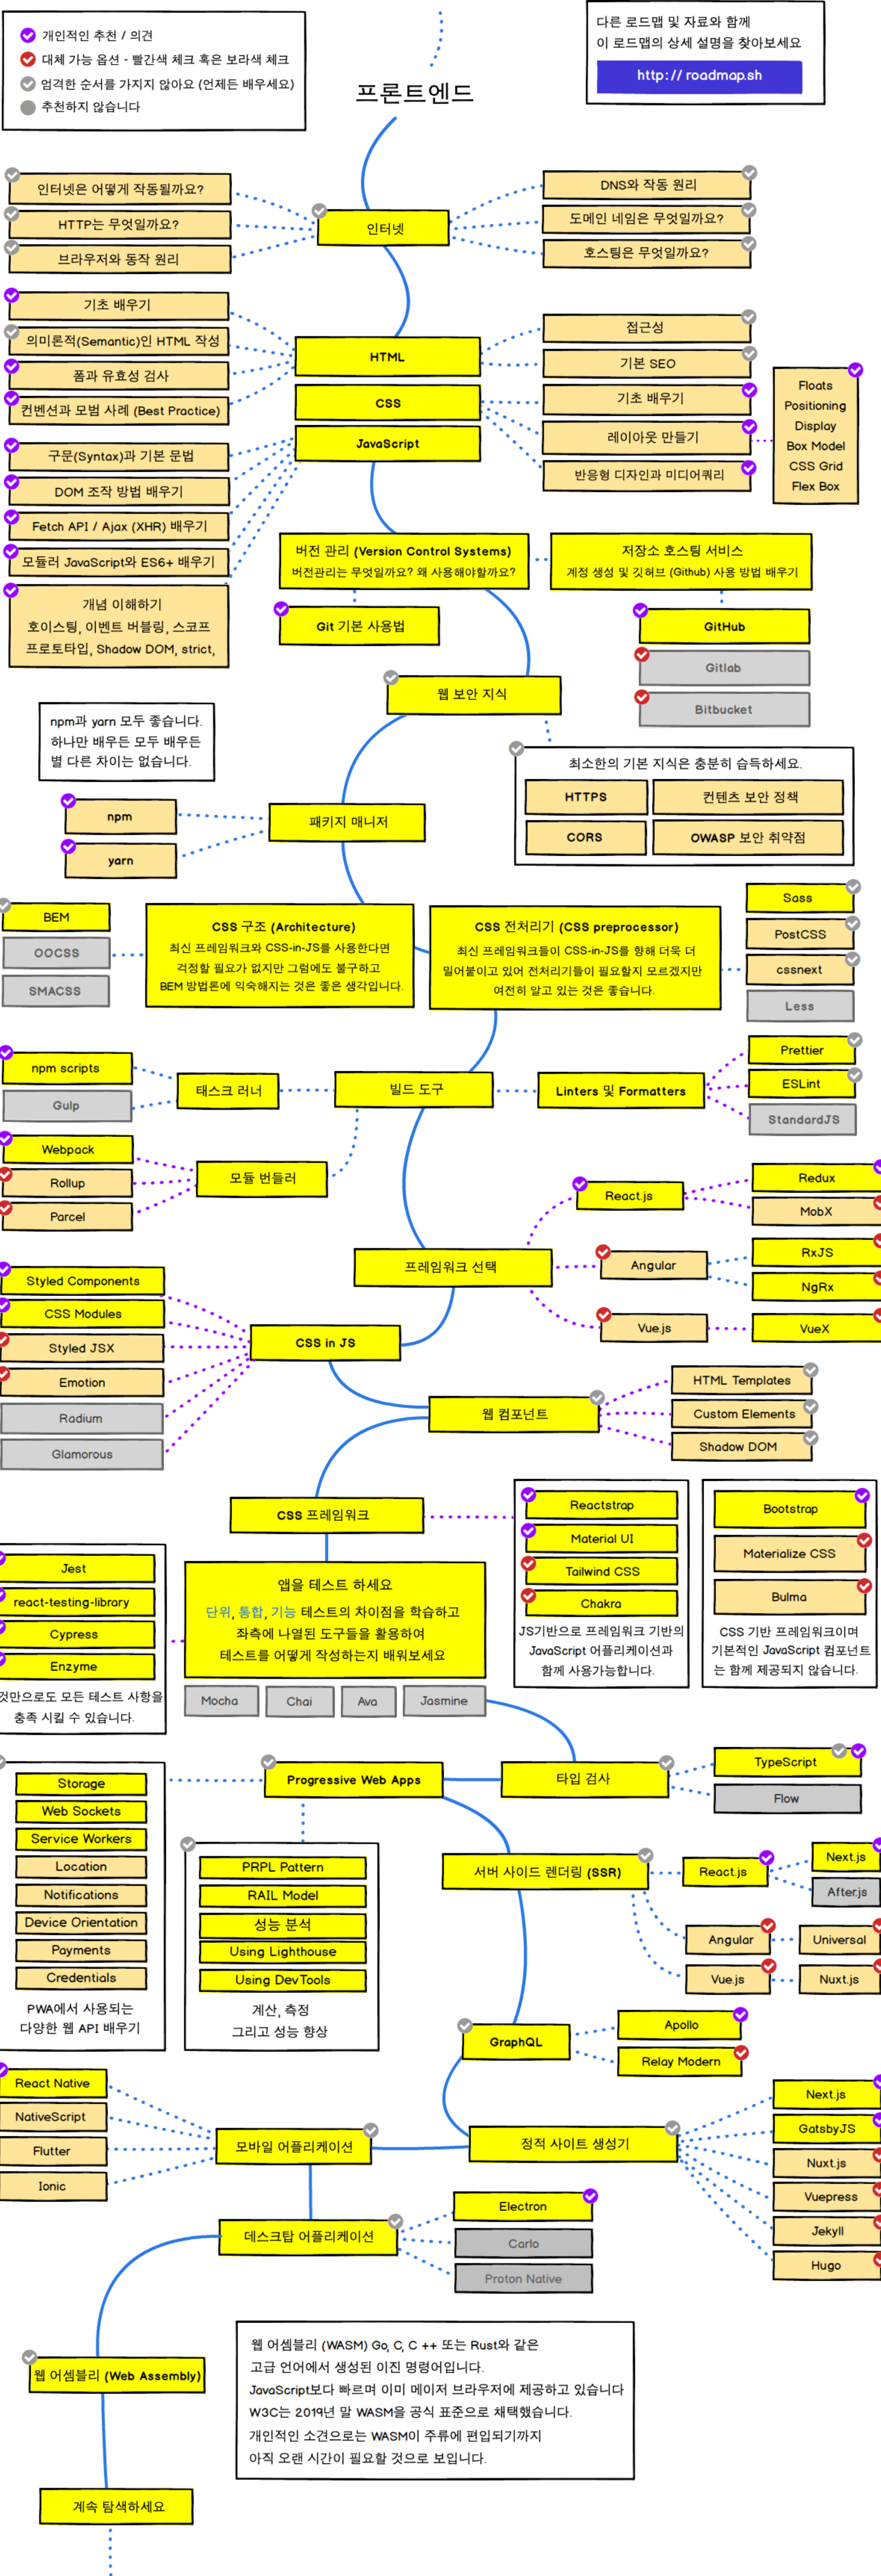 개인적인 추천 / 의견
대체 가능 옵션 - 빨간색 체크 혹은 보라색 체크
엄격한 순서를 가지지 않아요 (언제든 배우세요)
추천하지 않습니다
다른 로드맵 및 자료와 함께
이 로드맵의 상세 설명을 찾아보세요
http://roadmap.sh
프론트엔드
인터넷은 어떻게 작동될까요?
HTTP는 무엇일까요?
브라우저와 동작 원리
인터넷
DNS와 작동 원리
도메인 네임은 무엇일까요?
호스팅은 무엇일까요?
기초 배우기
의미론적(Semantic)인 HTML 작성
폼과 유효성 검사
컨벤션과 모범 사례 (Best Practice)
HTML
CSS
JavaScript
접근성
기본 SEO
기초 배우기
레이아웃 만들기
반응형 디자인과 미디어쿼리
Floats
Positioning
Display
Box Model
CSS Grid
Flex Box
구문(Syntax)과 기본 문법
DOM 조작 방법 배우기
Fetch API / Ajax (XHR) 배우기
모듈러 JavaScript와 ES6+ 배우기
개념 이해하기
호이스팅, 이벤트 버블링, 스코프
프로토타입, Shadow DOM, strict,
버전 관리 (Version Control Systems)
버전관리는 무엇일까요? 왜 사용해야할까요?
Git 기본 사용법
저장소 호스팅 서비스
계정 생성 및 깃허브 (Github) 사용 방법 배우기
GitHub
Gitlab
Bitbucket
웹 보안 지식
최소한의 기본 지식은 충분히 습득하세요.
HTTPS
컨텐츠 보안 정책
CORS
OWASP 보안 취약점
npm과 yarn 모두 좋습니다.
하나만 배우든 모두 배우든
별 다른 차이는 없습니다.
npm
yarn
패키지 매니저
BEM
OOCSS
SMACSS
CSS 구조 (Architecture)
최신 프레임워크와 CSS-in-JS를 사용한다면
걱정할 필요가 없지만 그럼에도 불구하고
BEM 방법론에 익숙해지는 것은 좋은 생각입니다.
CSS 전처리기 (CSS preprocessor)
최신 프레임워크들이 CSS-in-JS를 향해 더욱 더
밀어붙이고 있어 전처리기들이 필요할지 모르겠지만
여전히 알고 있는 것은 좋습니다.
Sass
PostCSS
cssnext
Less
npm scripts
Gulp
태스크 러너
빌드 도구
Linters 및 Formatters
Prettier
ESLint
StandardJS
Webpack
Rollup
Parcel
모듈 번들러
프레임워크 선택
React.js
Redux
MobX
Angular
RxJS
NgRx
Vue.js
VueX
Styled Components
CSS Modules
Styled JSX
Emotion
Radium
Glamorous
CSS in JS
웹 컴포넌트
HTML Templates
Custom Elements
Shadow DOM
CSS 프레임워크
Reactstrap
Material UI
Tailwind CSS
Chakra
JS기반으로 프레임워크 기반의
JavaScript 어플리케이션과
함께 사용가능합니다.
Bootstrap
Materialize CSS
Bulma
CSS 기반 프레임워크이며
기본적인 JavaScript 컴포넌트
는 함께 제공되지 않습니다.
Jest
react-testing-library
Cypress
Enzyme
것만으로도 모든 테스트 사항을
충족 시킬 수 있습니다.
앱을 테스트 하세요
단위, 통합, 기능 테스트의 차이점을 학습하고
좌측에 나열된 도구들을 활용하여
테스트를 어떻게 작성하는지 배워보세요
Mocha
Chai
Ava
Jasmine
타입 검사
TypeScript
Flow
Progressive Web Apps
Storage
Web Sockets
Service Workers
Location
Notifications
Device Orientation
Payments
Credentials
PWA에서 사용되는
다양한 웹 API 배우기
PRPL Pattern
RAIL Model
성능 분석
Using Lighthouse
Using DevTools
계산, 측정
그리고 성능 향상
서버 사이드 렌더링 (SSR)
React.js
Next.js
After.js
Angular
Universal
Vue.js
Nuxt.js
GraphQL
Apollo
Relay Modern
React Native
NativeScript
Flutter
Ionic
모바일 어플리케이션
정적 사이트 생성기
Next.js
GatsbyJS
Nuxt.js
Vuepress
Jekyll
Hugo
데스크탑 어플리케이션
Electron
Carlo
Proton Native
웹 어셈블리 (Web Assembly)
웹 어셈블리 (WASM) Go, C, C ++ 또는 Rust와 같은
고급 언어에서 생성된 이진 명령어입니다.
JavaScript보다 빠르며 이미 메이저 브라우저에 제공하고 있습니다
W3C는 2019년 말 WASM을 공식 표준으로 채택했습니다.
개인적인 소견으로는 WASM이 주류에 편입되기까지
아직 오랜 시간이 필요할 것으로 보입니다.
계속 탐색하세요